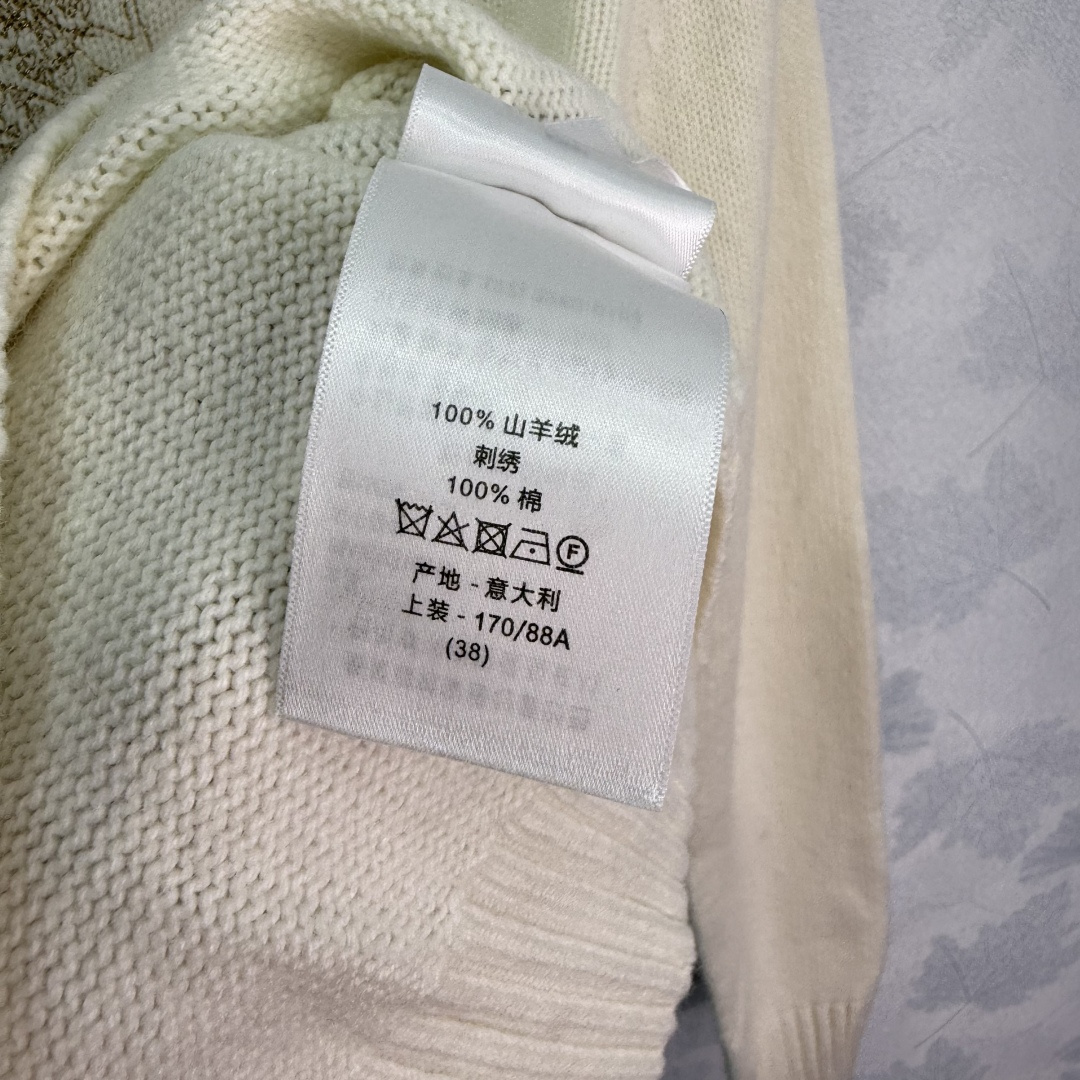 100% 山羊绒
刺绣
100% 棉
F
产地 - 意大利
上装 - 170/88A
(38)